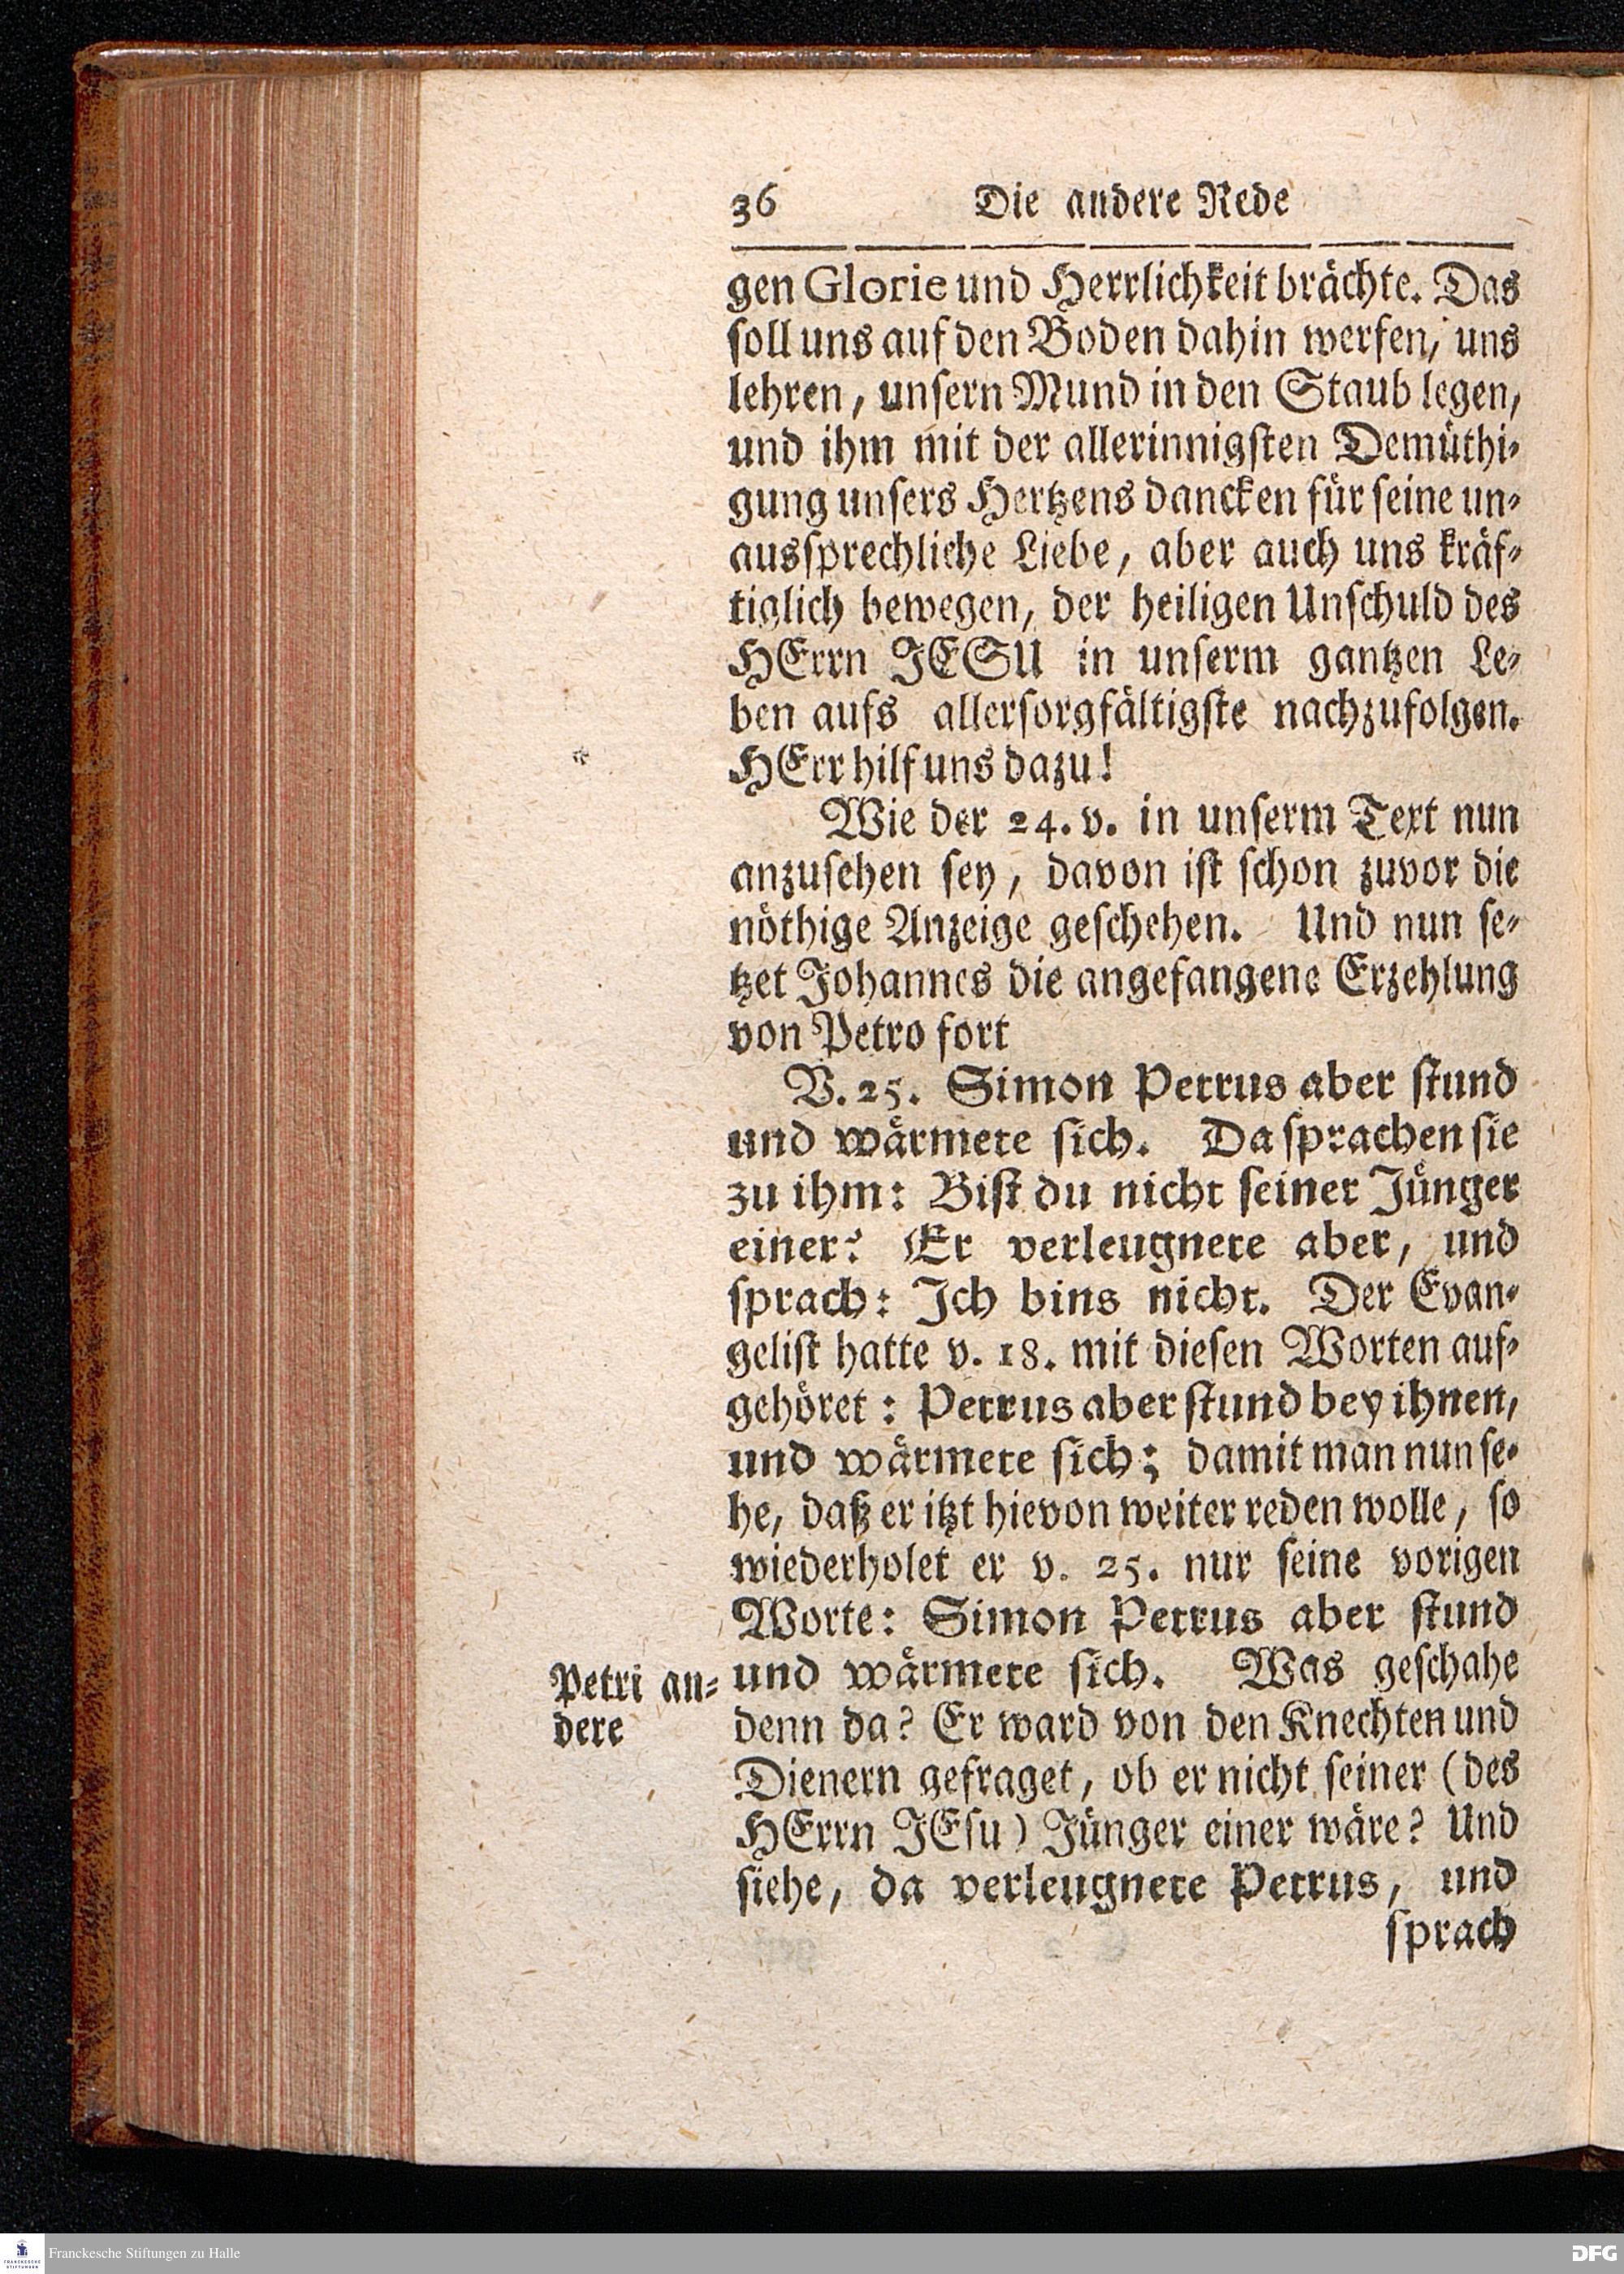 36 Die andere Rede
gen Glorie und Herrlichkeit brächte. Das
soll uns auf den Boden dahin werfen, uns
lehren, unsern Mund in den Staub legen,
und ihm mit der allerinnigsten Demüthi-
gung unsers Hertzens dancken für seine un-
aussprechliche Liebe, aber auch uns kräf-
tiglich bewegen, der heiligen Unschuld des
HErrn JESU in unserm gantzen Le-
ben aufs allersorgfältigste nachzufolgen.
HErr hilf uns dazu!
Wie der 24. v. in unserm Text nun
anzusehen sey, davon ist schon zuvor die
nöthige Anzeige geschehen. Und nun se-
tzet Johannes die angefangene Erzehlung
von Petro fort
V. 25. Simon Petrus aber stund
und wärmete sich. Da sprachen sie
zu ihm: Bist du nicht seiner Jünger
einer? Er verleugnete aber, und
sprach: Ich bins nicht. Der Evan-
gelist hatte v. 18. mit diesen Worten auf-
gehöret: Petrus aber stund bey ihnen,
und wärmete sich; damit man nun se-
he, daß er itzt hievon weiter reden wolle, so
wiederholet er v. 25. nur seine vorigen
Worte: Simon Petrus aber stund
und wärmete sich. Was geschahe
denn da? Er ward von den Knechten und
Dienern gefraget, ob er nicht seiner (des
HErrn JEsu) Jünger einer wäre? Und
siehe, da verleugnete Petrus, und
sprach
Petri an-
dere
Franckesche Stiftungen zu Halle
DFG